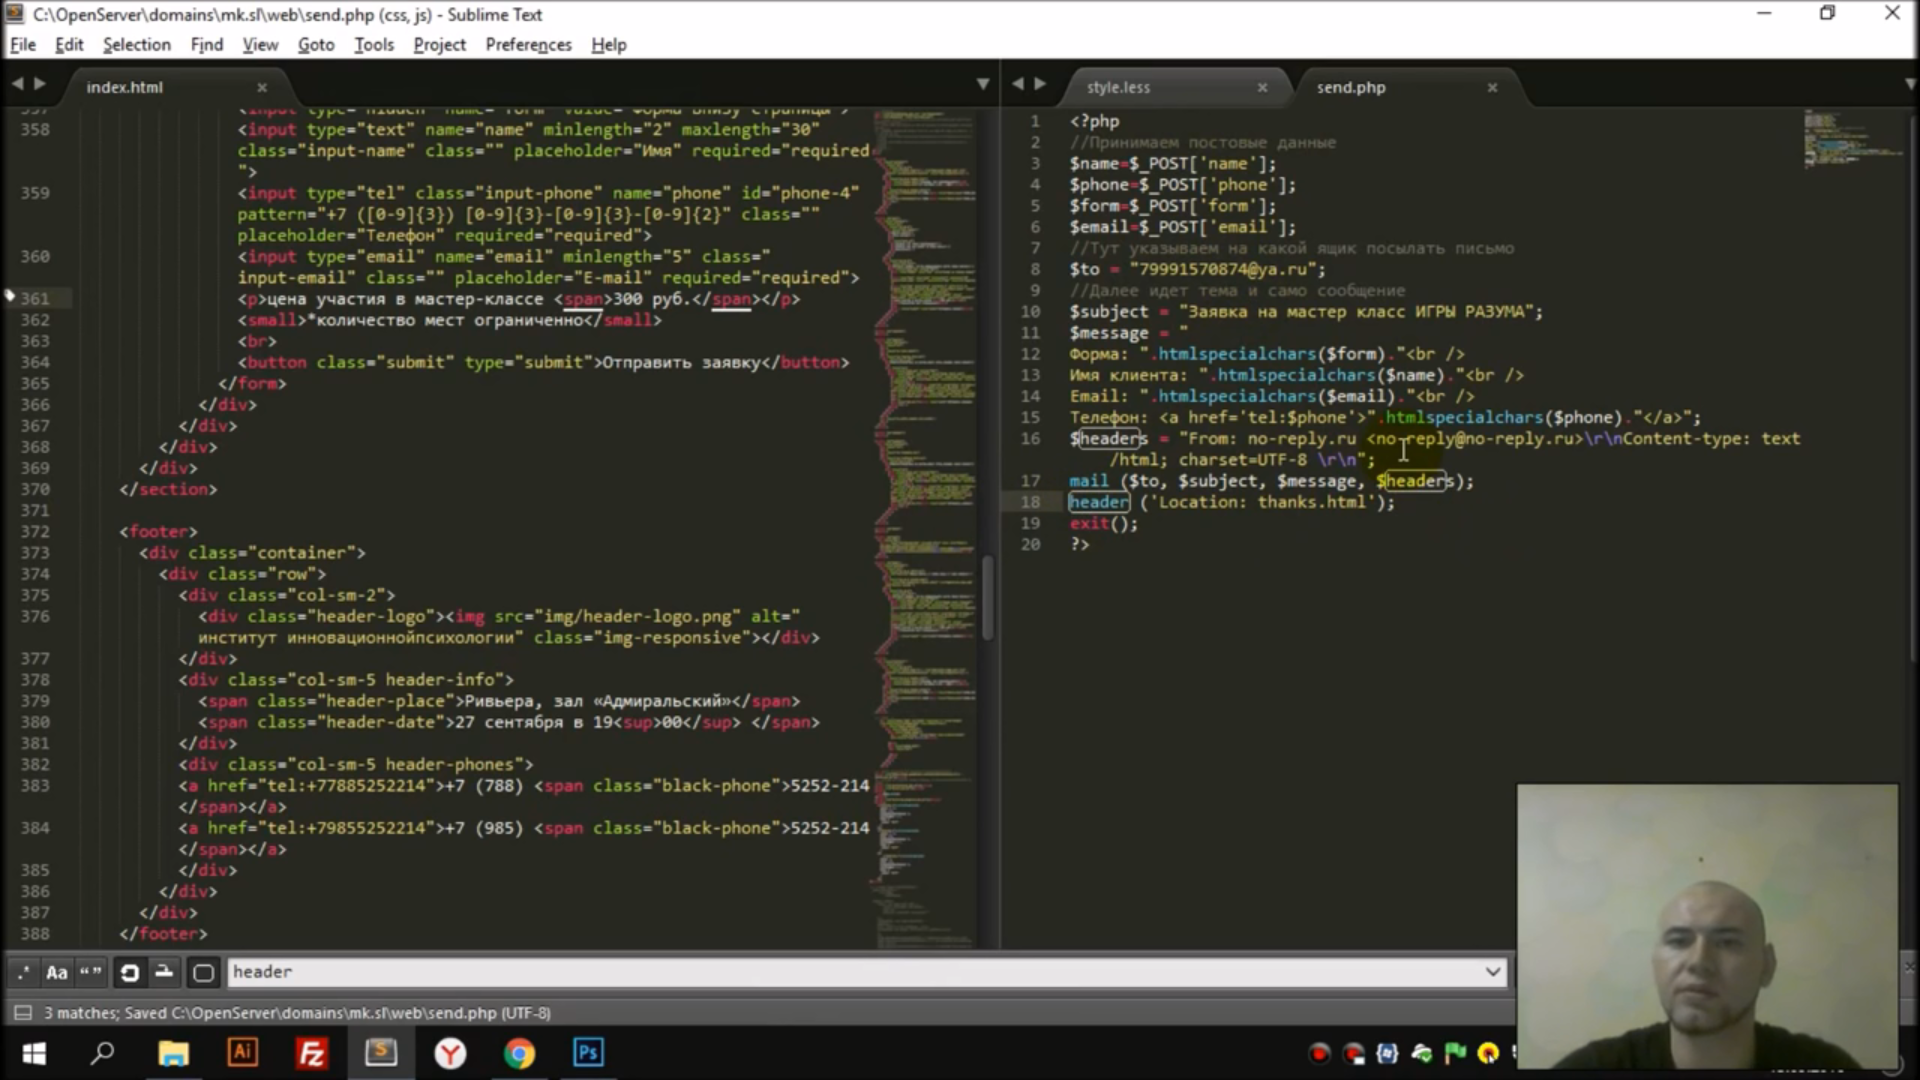 C:\OpenServer\domains\mk.sl\web\send.php (css, js) - Sublime Text
File Edit Selection Find View Goto Tools Project Preferences Help
index.html
358 <input type="text" name="name" minlength="2" maxlength="30"
class="input-name" class="" placeholder="Имя" required="required
">
359 <input type="tel" class="input-phone" name="phone" id="phone-4"
pattern="+7 ([0-9]{3}) [0-9]{3}-[0-9]{3}-[0-9]{2}" class=""
placeholder="Телефон" required="required">
360 <input type="email" name="email" minlength="5" class="
input-email" class="" placeholder="E-mail" required="required">
361 <p>цена участия в мастер-классе <span>300 руб.</span></p>
362 <small>*количество мест ограниченно</small>
363 <br>
364 <button class="submit" type="submit">Отправить заявку</button>
365 </form>
366 </div>
367 </div>
368 </div>
369 </div>
370 </section>
371
372 <footer>
373 <div class="container">
374 <div class="row">
375 <div class="col-sm-2">
376 <div class="header-logo"><img src="img/header-logo.png" alt="
институт инновационнойпсихологии" class="img-responsive"></div>
377 </div>
378 <div class="col-sm-5 header-info">
379 <span class="header-place">Ривьера, зал «Адмиральский»</span>
380 <span class="header-date">27 сентября в 19<sup>00</sup> </span>
381 </div>
382 <div class="col-sm-5 header-phones">
383 <a href="tel:+77885252214">+7 (788) <span class="black-phone">5252-214
</span></a>
384 <a href="tel:+79855252214">+7 (985) <span class="black-phone">5252-214
</span></a>
385 </div>
386 </div>
387 </div>
388 </footer>
style.less send.php
1 <?php
2 //Принимаем постовые данные
3 $name=$_POST['name'];
4 $phone=$_POST['phone'];
5 $form=$_POST['form'];
6 $email=$_POST['email'];
7 //Тут указываем на какой ящик посылать письмо
8 $to = "79991570874@ya.ru";
9 //Далее идет тема и само сообщение
10 $subject = "Заявка на мастер класс ИГРЫ РАЗУМА";
11 $message = "
12 Форма: ".htmlspecialchars($form)."<br />
13 Имя клиента: ".htmlspecialchars($name)."<br />
14 Email: ".htmlspecialchars($email)."<br />
15 Телефон: <a href='tel:$phone'>".htmlspecialchars($phone)."</a>";
16 $headers = "From: no-reply.ru <no-reply@no-reply.ru>\r\nContent-type: text
/html; charset=UTF-8 \r\n";
17 mail ($to, $subject, $message, $headers);
18 header ('Location: thanks.html');
19 exit();
20 ?>
.* Aa “” header
3 matches; Saved C:\OpenServer\domains\mk.sl\web\send.php (UTF-8)
Ai Fz S Y Ps